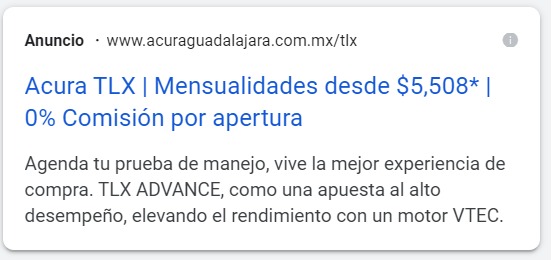 Anuncio · www.acuraguadalajara.com.mx/tlx
Acura TLX | Mensualidades desde $5,508* |
0% Comisión por apertura
Agenda tu prueba de manejo, vive la mejor experiencia de
compra. TLX ADVANCE, como una apuesta al alto
desempeño, elevando el rendimiento con un motor VTEC.